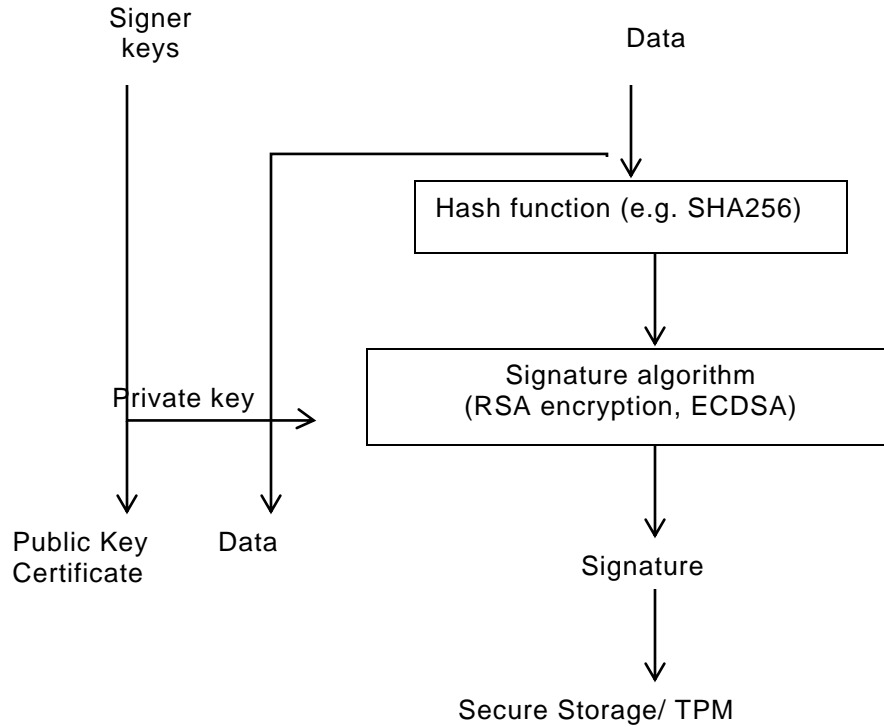 Signer
keys
Data
Hash function (e.g. SHA256)
Signature algorithm
(RSA encryption, ECDSA)
Private key
Public Key
Certificate
Data
Signature
Secure Storage/ TPM